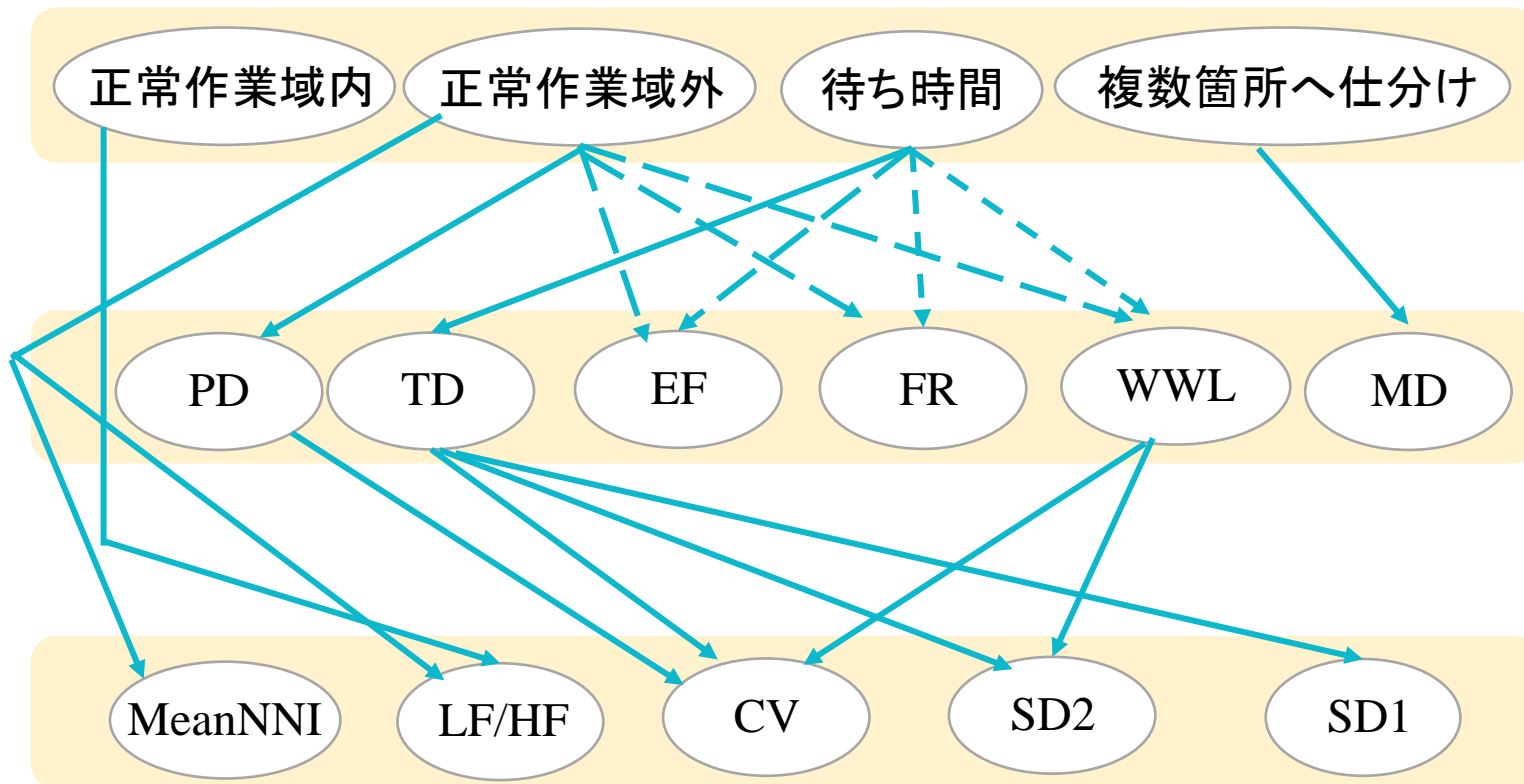 正常作業域内
正常作業域外
待ち時間
複数箇所へ仕分け
PD
TD
EF
FR
WWL
MD
MeanNNI
LF/HF
CV
SD2
SD1